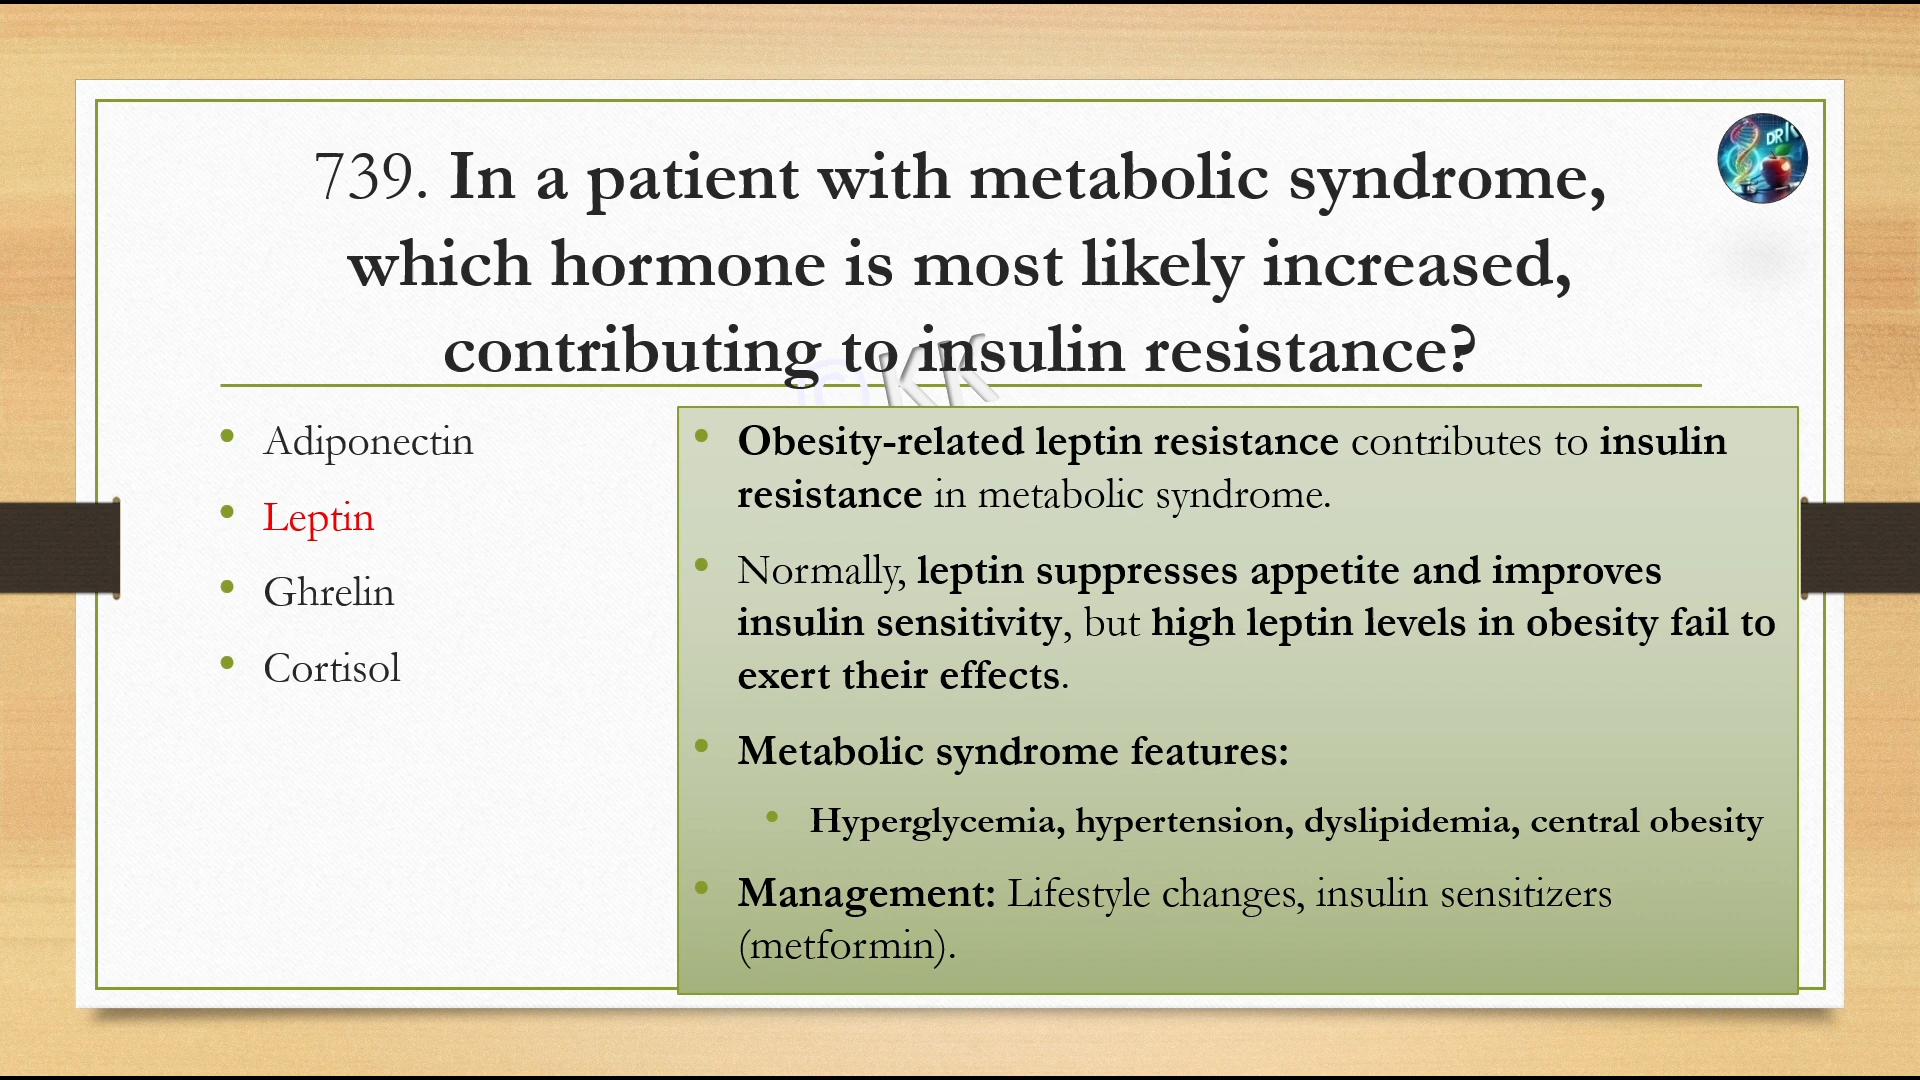 739. In a patient with metabolic syndrome,
which hormone is most likely increased,
contributing to insulin resistance?
Adiponectin
Leptin
Ghrelin
Cortisol
Obesity-related leptin resistance contributes to insulin
resistance in metabolic syndrome.
Normally, leptin suppresses appetite and improves
insulin sensitivity, but high leptin levels in obesity fail to
exert their effects.
Metabolic syndrome features:
Hyperglycemia, hypertension, dyslipidemia, central obesity
Management: Lifestyle changes, insulin sensitizers
(metformin).